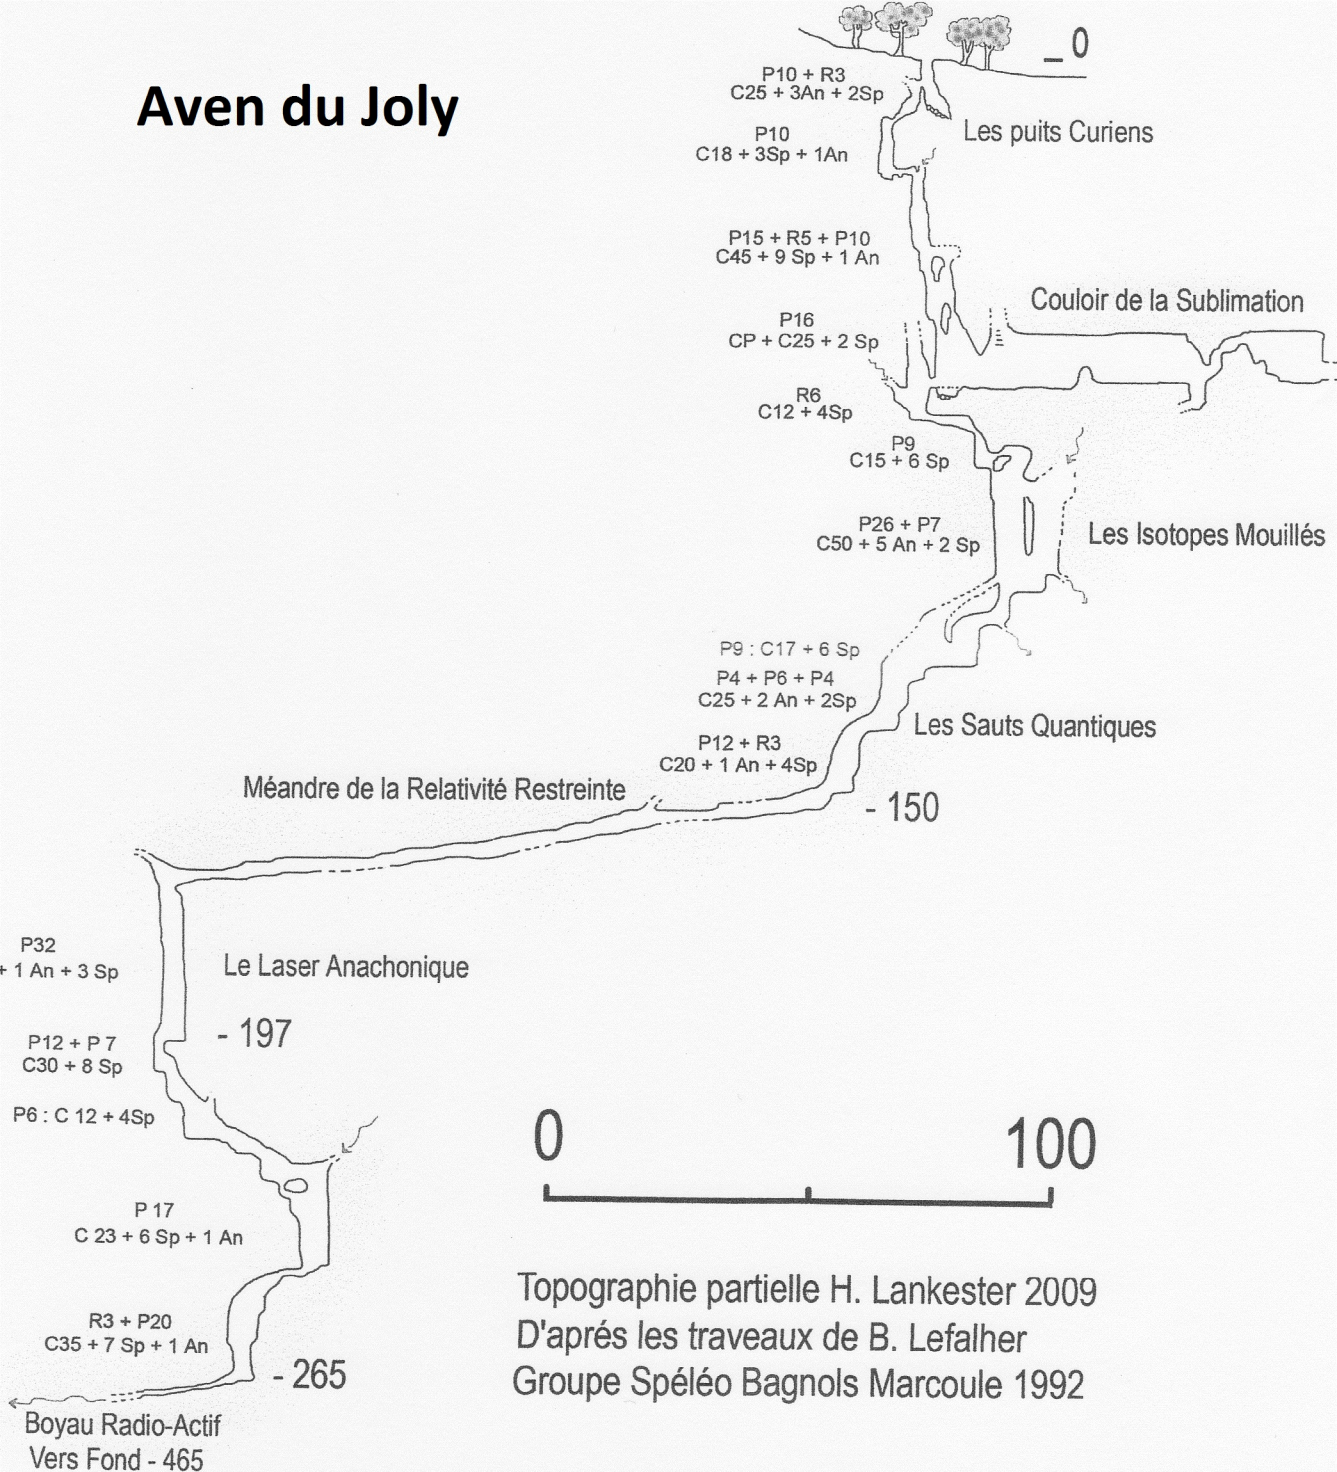 Aven du Joly
_ 0
P10 + R3
C25 + 3An + 2Sp
Les puits Curiens
P10
C18 + 3Sp + 1An
P15 + R5 + P10
C45 + 9 Sp + 1 An
Couloir de la Sublimation
P16
CP + C25 + 2 Sp
R6
C12 + 4Sp
P9
C15 + 6 Sp
P26 + P7
C50 + 5 An + 2 Sp
Les Isotopes Mouillés
P9 : C17 + 6 Sp
P4 + P6 + P4
C25 + 2 An + 2Sp
Les Sauts Quantiques
P12 + R3
C20 + 1 An + 4Sp
Méandre de la Relativité Restreinte
- 150
P32
+ 1 An + 3 Sp
Le Laser Anachonique
- 197
P12 + P 7
C30 + 8 Sp
P6 : C 12 + 4Sp
0 100
P 17
C 23 + 6 Sp + 1 An
R3 + P20
C35 + 7 Sp + 1 An
- 265
Boyau Radio-Actif
Vers Fond - 465
Topographie partielle H. Lankester 2009
D'aprés les traveaux de B. Lefalher
Groupe Spéléo Bagnols Marcoule 1992